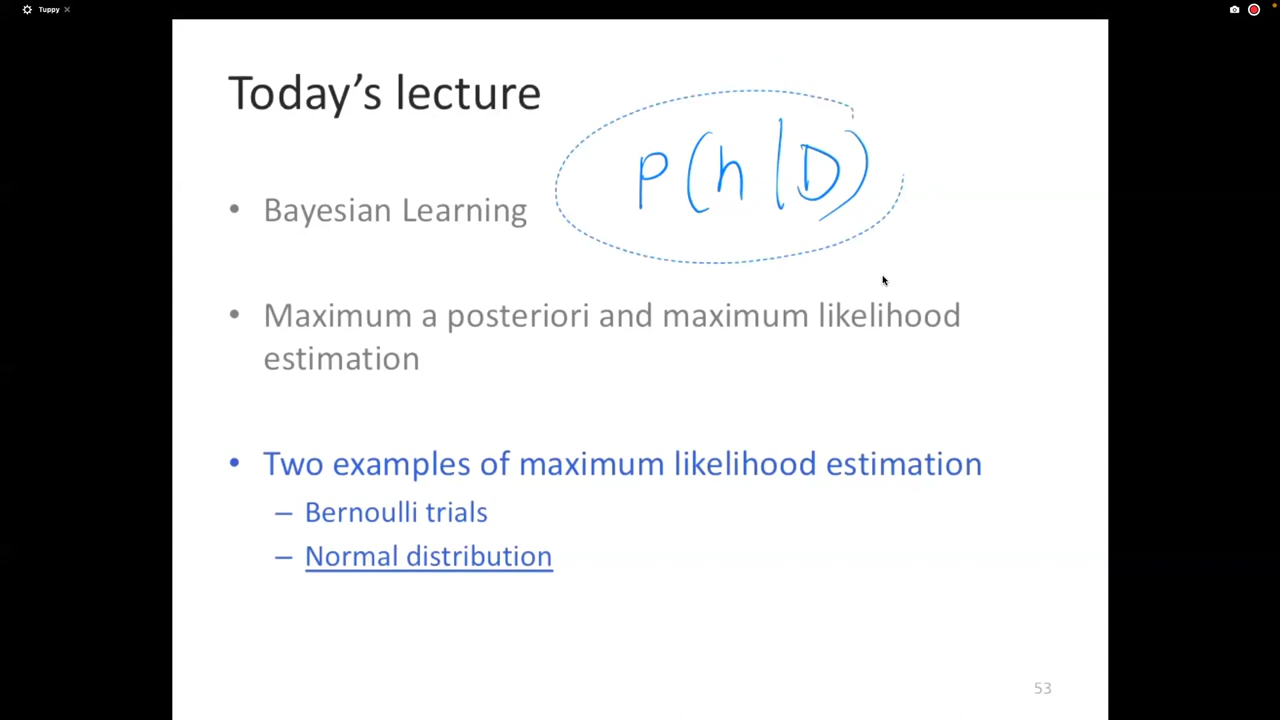 Tuppy
Today's lecture
P(h|D)
• Bayesian Learning
• Maximum a posteriori and maximum likelihood
estimation
• Two examples of maximum likelihood estimation
– Bernoulli trials
– Normal distribution
53